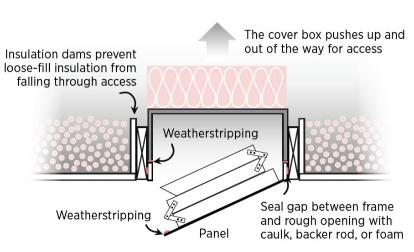 The cover box pushes up and
out of the way for access
Insulation dams prevent
loose-fill insulation from
falling through access
Weatherstripping
Weatherstripping
Panel
Seal gap between frame
and rough opening with
caulk, backer rod, or foam